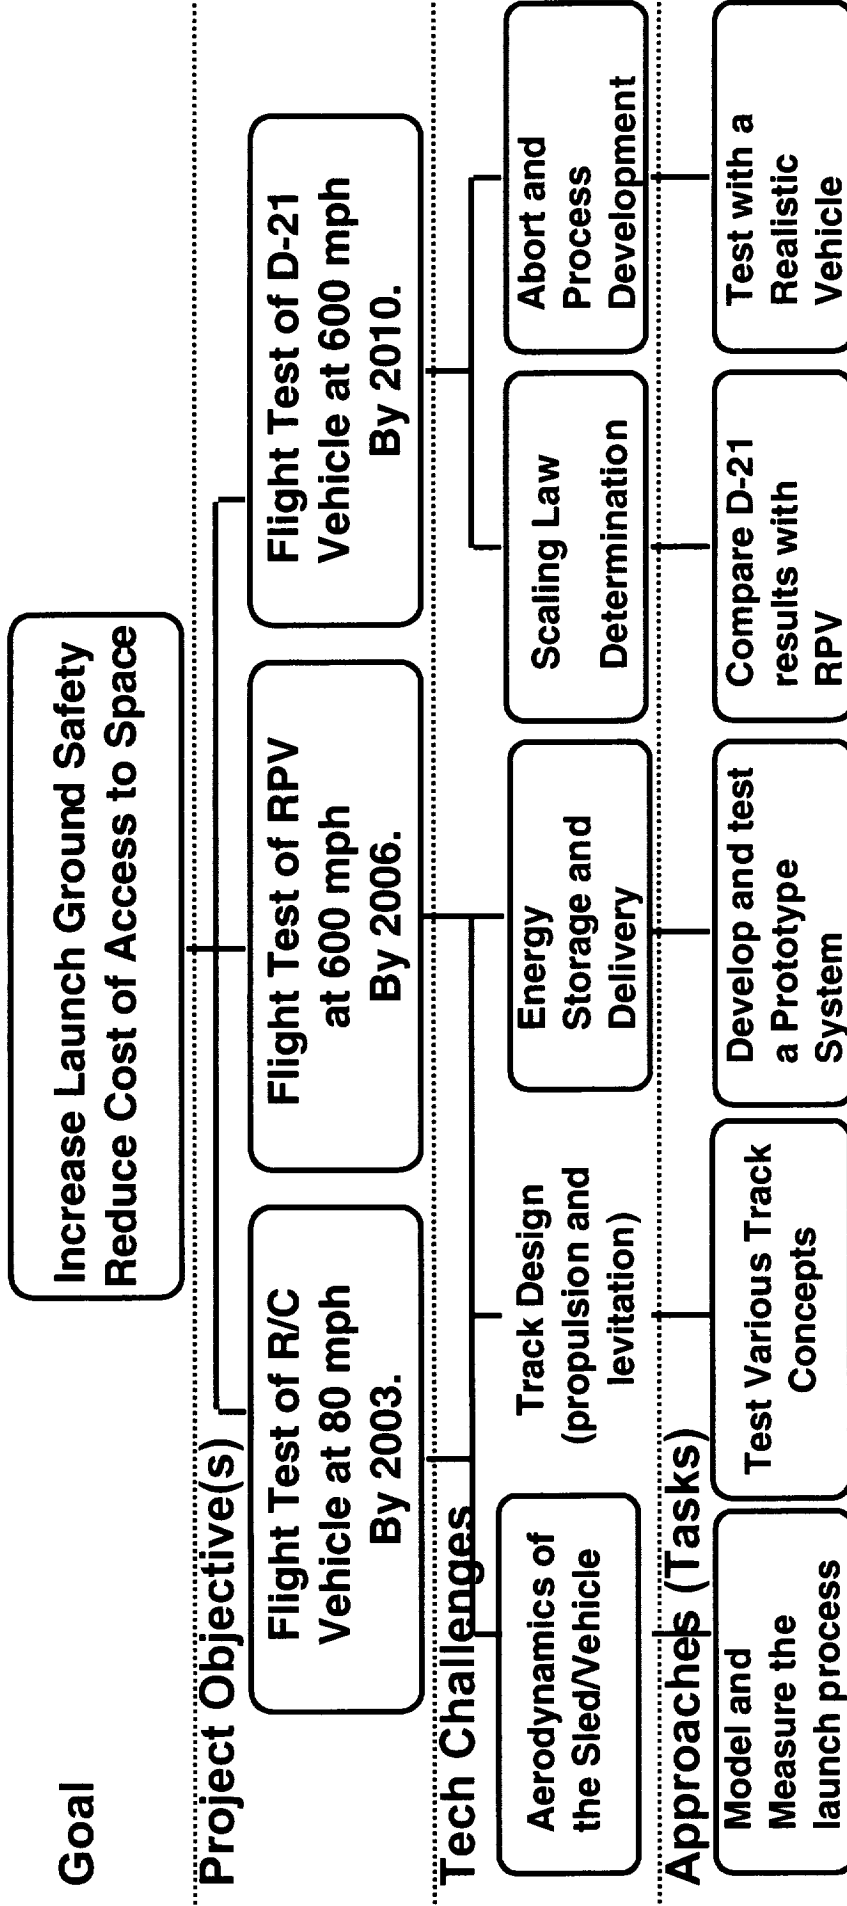 Goal
Increase Launch Ground Safety
Reduce Cost of Access to Space
Project Objective(s)
Flight Test of R/C
Vehicle at 80 mph
By 2003.
Flight Test of RPV
at 600 mph
By 2006.
Flight Test of D-21
Vehicle at 600 mph
By 2010.
Tech Challenges
Aerodynamics of
the Sled/Vehicle
Track Design
(propulsion and
levitation)
Energy
Storage and
Delivery
Scaling Law
Determination
Abort and
Process
Development
Approaches (Tasks)
Model and
Measure the
launch process
Test Various Track
Concepts
Develop and test
a Prototype
System
Compare D-21
results with
RPV
Test with a
Realistic
Vehicle